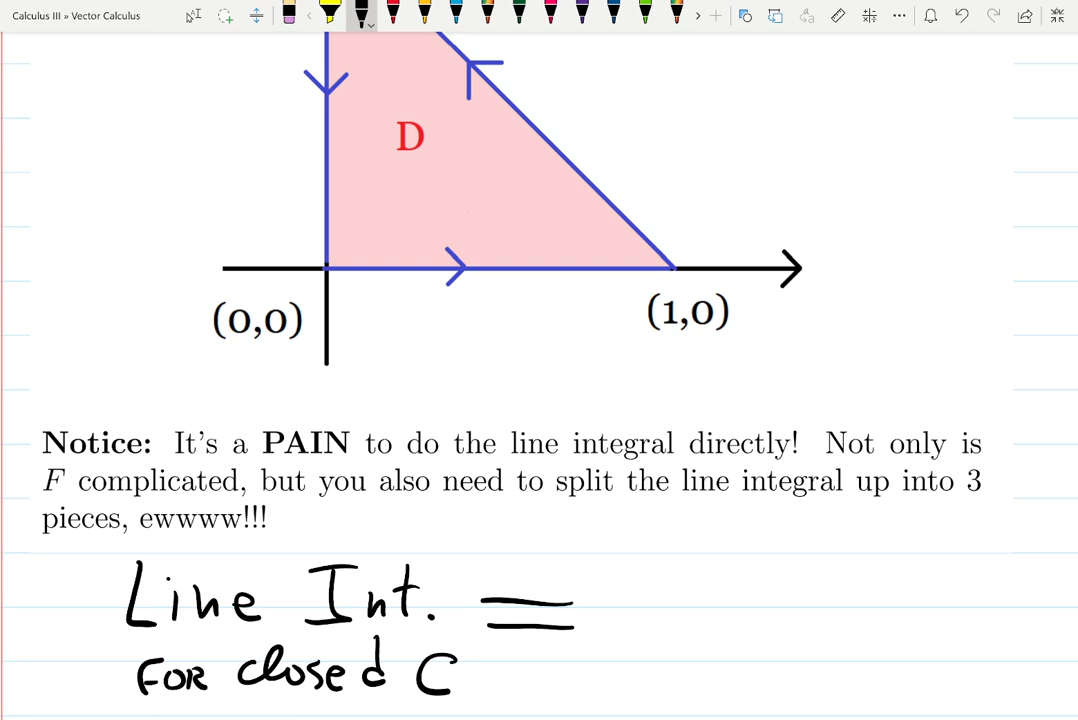 Calculus III » Vector Calculus
D
(0,0)
(1,0)
Notice: It's a PAIN to do the line integral directly! Not only is
F complicated, but you also need to split the line integral up into 3
pieces, ewwww!!!
Line Int. =
FOR closed C